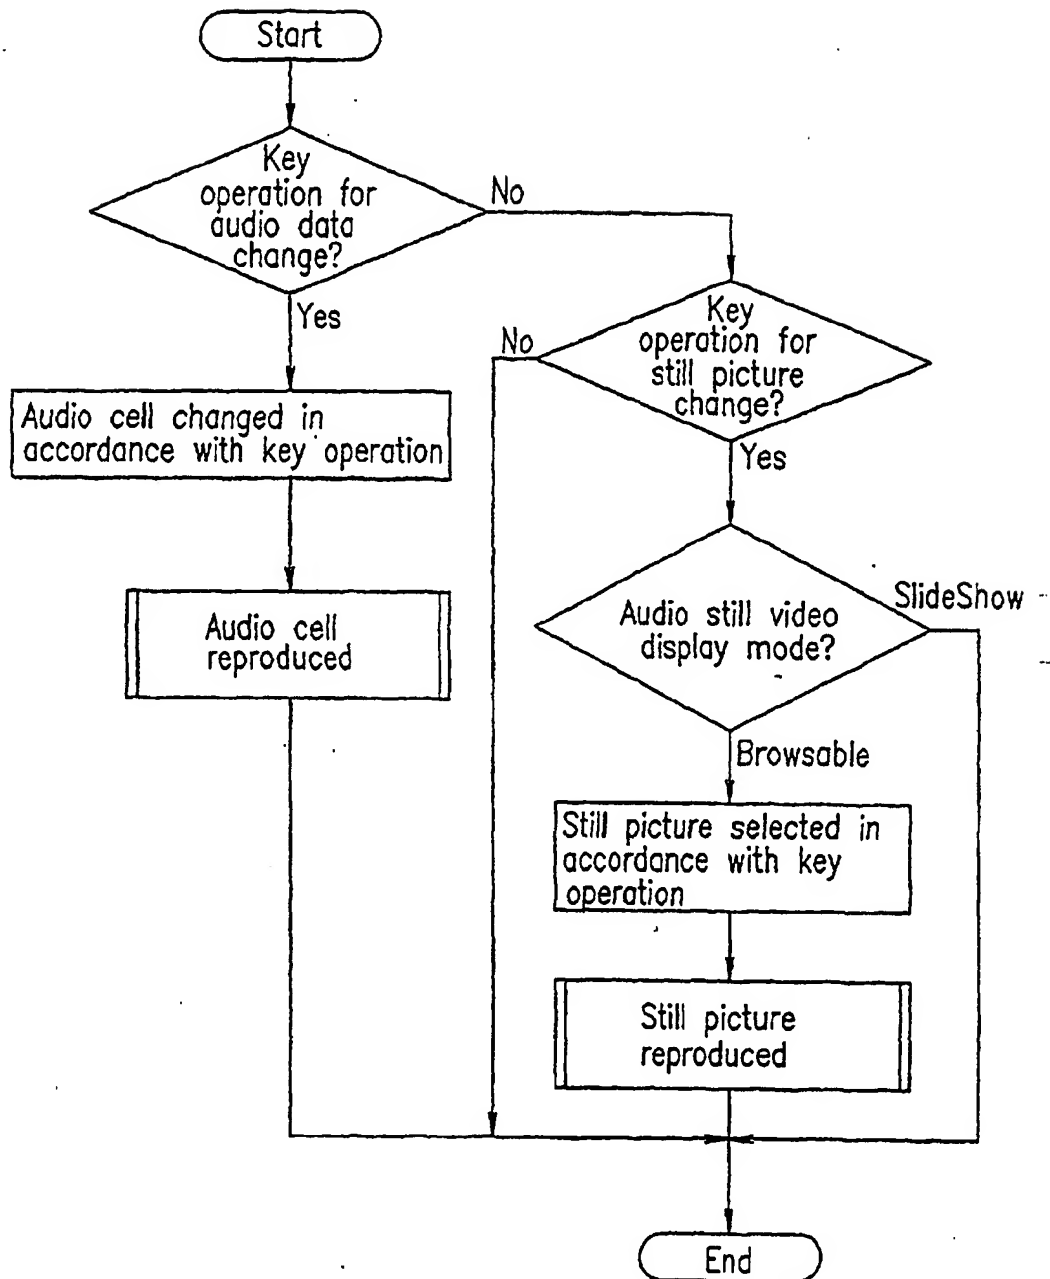 Start
Key
operation for
audio data
change?
No
Yes
Key
operation for
still picture
change?
No
Yes
Audio cell changed in
accordance with key operation
Audio still video
display mode?
SlideShow
Audio cell
reproduced
Browsable
Still picture selected in
accordance with key
operation
Still picture
reproduced
End